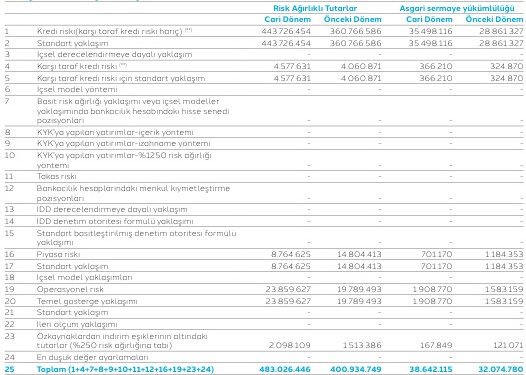 Risk Ağırlıklı Tutarlar Asgari sermaye yükümlülüğü
Cari Dönem Önceki Dönem Cari Dönem Önceki Dönem
1 Kredi riski(karşı taraf kredi riski hariç) (**) 443.726.454 360.766.586 35.498.116 28.861.327
2 Standart yaklaşım 443.726.454 360.766.586 35.498.116 28.861.327
3 İçsel derecelendirmeye dayalı yaklaşım - - - -
4 Karşı taraf kredi riski (**) 4.577.631 4.060.871 366.210 324.870
5 Karşı taraf kredi riski için standart yaklaşım 4.577.631 4.060.871 366.210 324.870
6 İçsel model yöntemi - - - -
7 Basit risk ağırlığı yaklaşımı veya içsel modeller
yaklaşımında bankacılık hesabındaki hisse senedi
pozisyonları - - - -
8 KYK'ya yapılan yatırımlar-içerik yöntemi - - - -
9 KYK'ya yapılan yatırımlar-izahname yöntemi - - - -
10 KYK'ya yapılan yatırımlar-%1250 risk ağırlığı
yöntemi - - - -
11 Takas riski - - - -
12 Bankacılık hesaplarındaki menkul kıymetleştirme
pozisyonları - - - -
13 IDD derecelendirmeye dayalı yaklaşım - - - -
14 IDD denetim otoritesi formülü yaklaşımı - - - -
15 Standart basitleştirilmiş denetim otoritesi formülü
yaklaşımı - - - -
16 Piyasa riski 8.764.625 14.804.413 701.170 1.184.353
17 Standart yaklaşım 8.764.625 14.804.413 701.170 1.184.353
18 İçsel model yaklaşımları - - - -
19 Operasyonel risk 23.859.627 19.789.493 1.908.770 1.583.159
20 Temel gösterge yaklaşımı 23.859.627 19.789.493 1.908.770 1.583.159
21 Standart yaklaşım - - - -
22 İleri ölçüm yaklaşımı - - - -
23 Özkaynaklardan indirim eşiklerinin altındaki
tutarlar (%250 risk ağırlığına tabi) 2.098.109 1.513.386 167.849 121.071
24 En düşük değer ayarlamaları - - - -
25 Toplam (1+4+7+8+9+10+11+12+16+19+23+24) 483.026.446 400.934.749 38.642.115 32.074.780